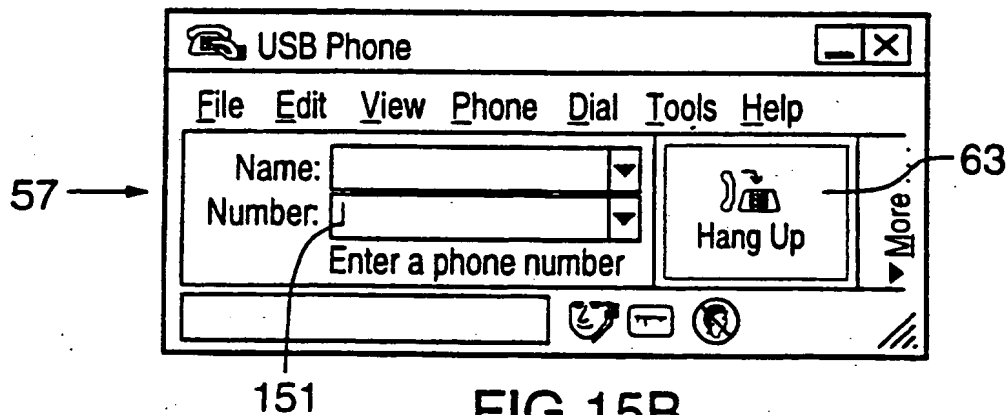 USB Phone
File Edit View Phone Dial Tools Help
Name:
57
63
Number:
Hang Up
More
Enter a phone number
151
FIG. 15B